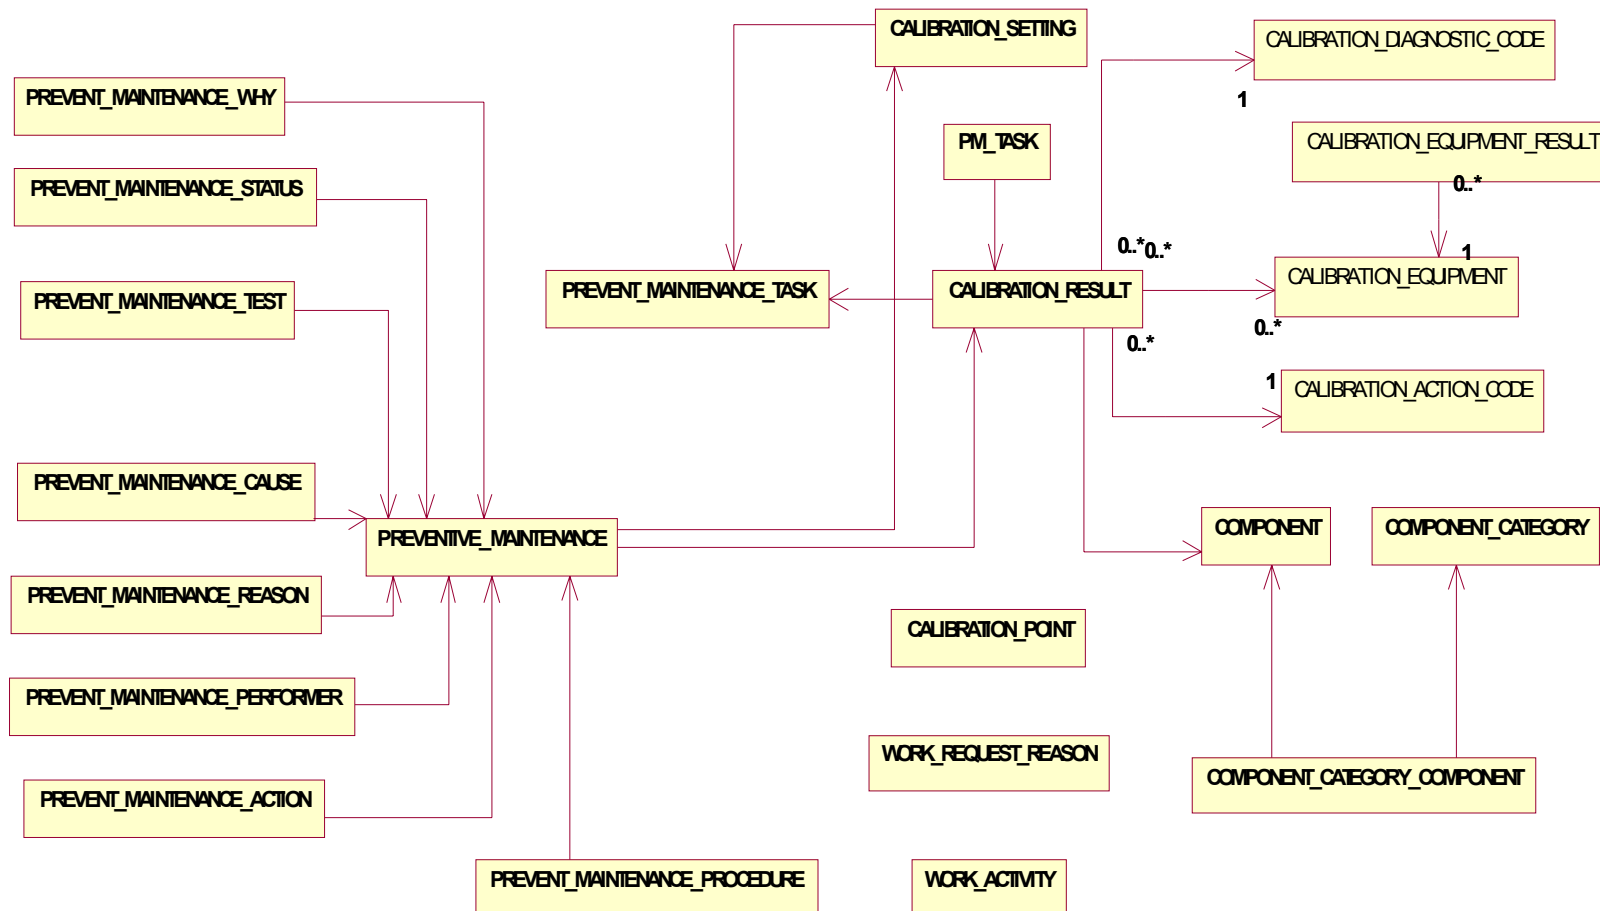 CALIBRATION_SETTING
CALIBRATION_DIAGNOSTIC_CODE
1
PREVENT_MAINTENANCE_WHY
PM_TASK
CALIBRATION_EQUIPMENT_RESULT
0..*
PREVENT_MAINTENANCE_STATUS
0..*
0..*
1
PREVENT_MAINTENANCE_TEST
PREVENT_MAINTENANCE_TASK
CALIBRATION_RESULT
CALIBRATION_EQUIPMENT
0..*
0..*
1
CALIBRATION_ACTION_CODE
PREVENT_MAINTENANCE_CAUSE
PREVENTIVE_MAINTENANCE
COMPONENT
COMPONENT_CATEGORY
PREVENT_MAINTENANCE_REASON
CALIBRATION_POINT
PREVENT_MAINTENANCE_PERFORMER
WORK_REQUEST_REASON
PREVENT_MAINTENANCE_ACTION
COMPONENT_CATEGORY_COMPONENT
PREVENT_MAINTENANCE_PROCEDURE
WORK_ACTIVITY